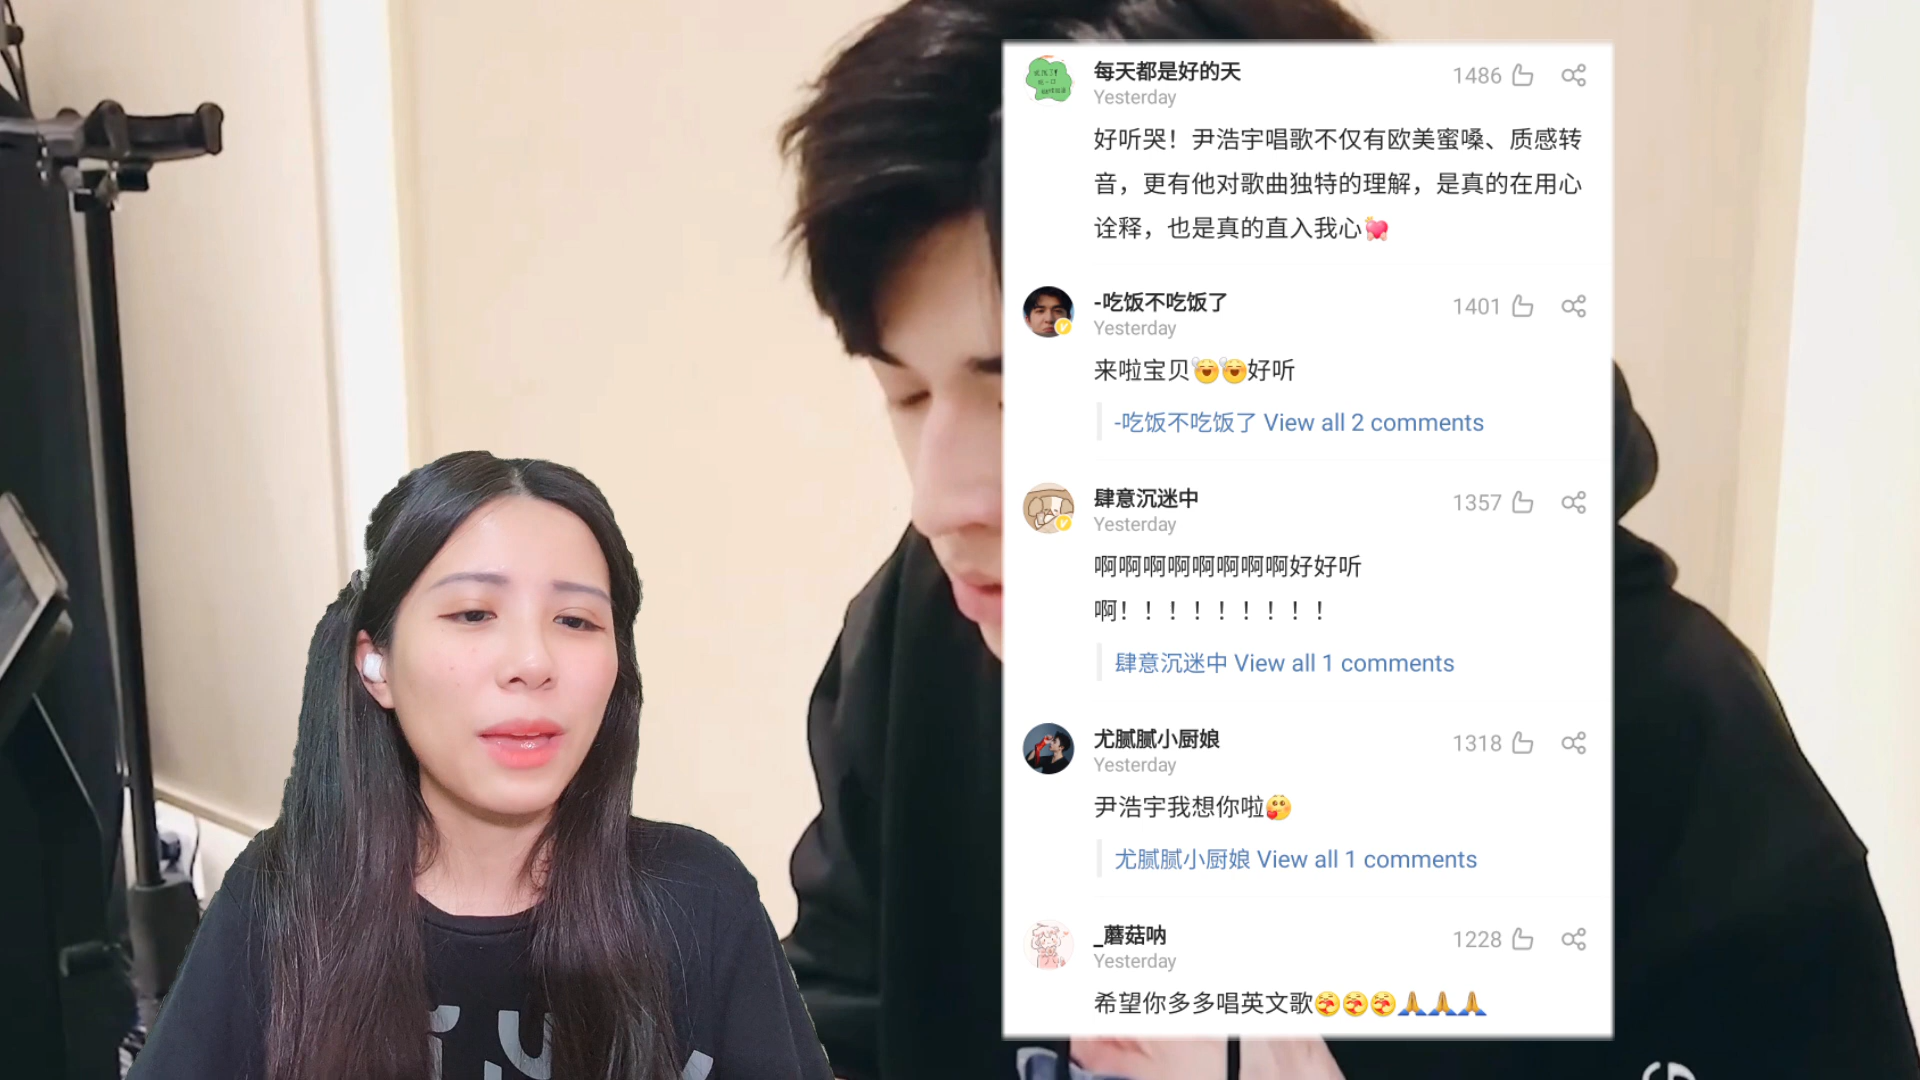 每天都是好的天
1486
Yesterday
好听哭！尹浩宇唱歌不仅有欧美蜜嗓、质感转
音，更有他对歌曲独特的理解，是真的在用心
诠释，也是真的直入我心💘
-吃饭不吃饭了
1401
Yesterday
来啦宝贝🥳🥳好听
-吃饭不吃饭了 View all 2 comments
肆意沉迷中
1357
Yesterday
啊啊啊啊啊啊啊啊好好听
啊！！！！！！！！！
肆意沉迷中 View all 1 comments
尤腻腻小厨娘
1318
Yesterday
尹浩宇我想你啦
尤腻腻小厨娘 View all 1 comments
_蘑菇呐
1228
Yesterday
希望你多多唱英文歌🙏🙏🙏